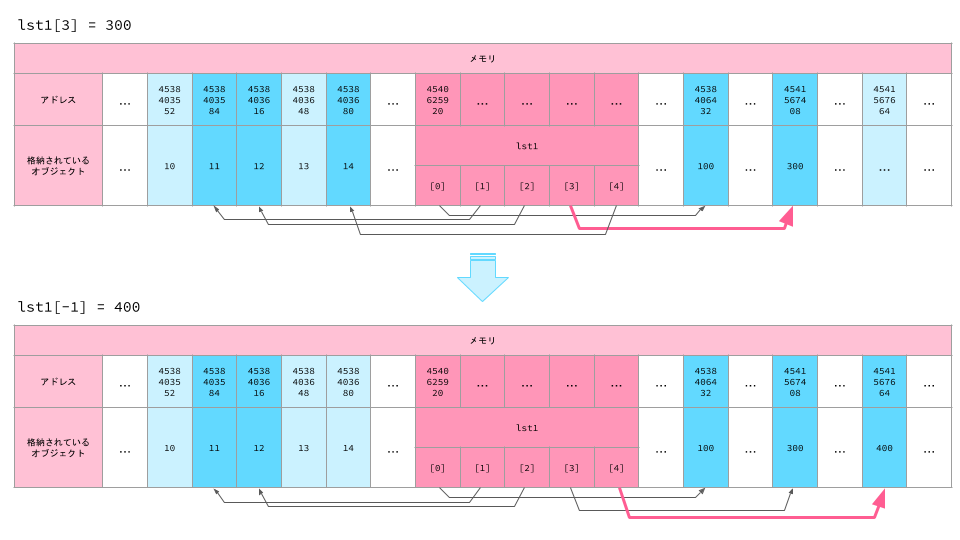 lst1[3] = 300
メモリ
アドレス ... 4538 4035 52 4538 4035 84 4538 4036 16 4538 4036 48 4538 4036 80 ... 4540 6259 20 ... ... ... ... ... 4538 4064 32 ... 4541 5674 08 ... 4541 5676 64 ...
格納されている
オブジェクト ... 10 11 12 13 14 ... lst1 ... 100 ... 300 ... ... ...
[0] [1] [2] [3] [4]
lst1[-1] = 400
メモリ
アドレス ... 4538 4035 52 4538 4035 84 4538 4036 16 4538 4036 48 4538 4036 80 ... 4540 6259 20 ... ... ... ... ... 4538 4064 32 ... 4541 5674 08 ... 4541 5676 64 ...
格納されている
オブジェクト ... 10 11 12 13 14 ... lst1 ... 100 ... 300 ... 400 ...
[0] [1] [2] [3] [4]